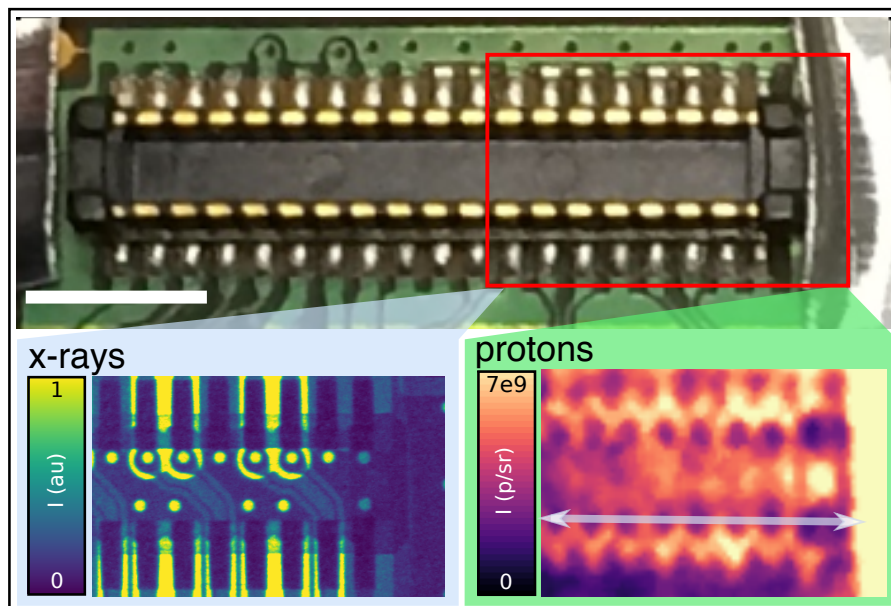 x-rays
1
I (au)
0
protons
7e9
I (p/sr)
0